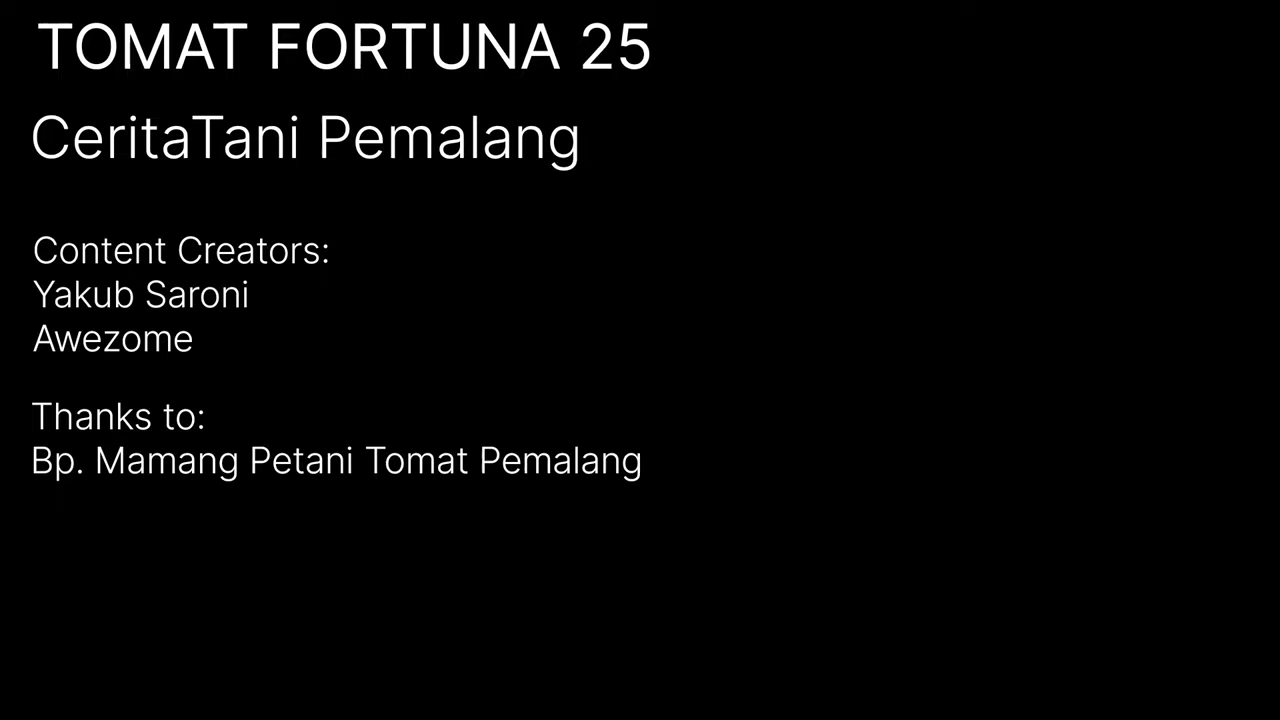 TOMAT FORTUNA 25
CeritaTani Pemalang
Content Creators:
Yakub Saroni
Awezome
Thanks to:
Bp. Mamang Petani Tomat Pemalang